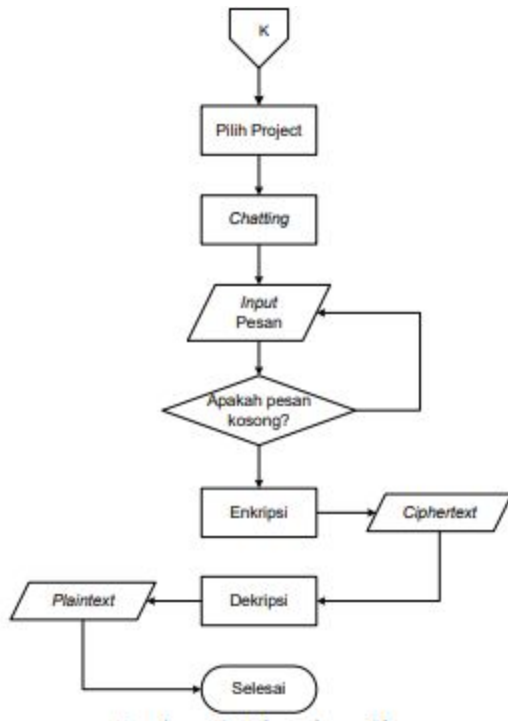 K
Pilih Project
Chatting
Input
Pesan
Apakah pesan
kosong?
Enkripsi
Ciphertext
Plaintext
Dekripsi
Selesai